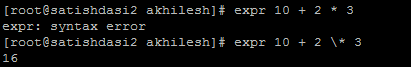 [root@satishdasi2 akhilesh]# expr 10 + 2 * 3
expr: syntax error
[root@satishdasi2 akhilesh]# expr 10 + 2 \* 3
16